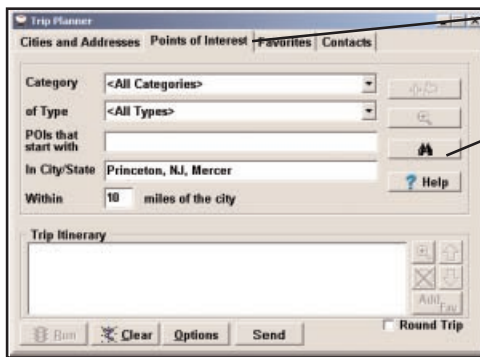 Trip Planner
Cities and Addresses Points of Interest Favorites Contacts
Category <All Categories>
of Type <All Types>
POIs that
start with
In City/State Princeton, NJ, Mercer
Within 10 miles of the city
? Help
Trip Itinerary
Add
Fav
Run Clear Options Send Round Trip